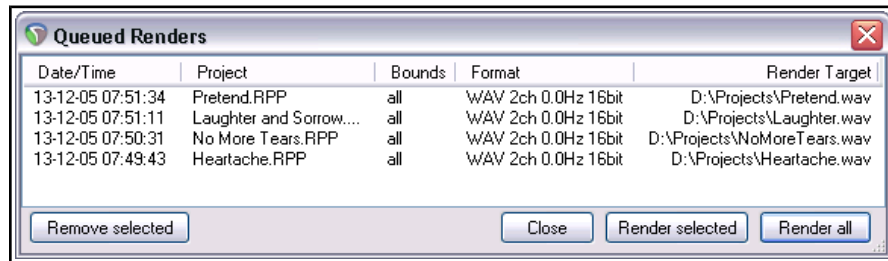 Queued Renders
Date/Time Project Bounds Format Render Target
13-12-05 07:51:34 Pretend.RPP all WAV 2ch 0.0Hz 16bit D:\Projects\Pretend.wav
13-12-05 07:51:11 Laughter and Sorrow.... all WAV 2ch 0.0Hz 16bit D:\Projects\Laughter.wav
13-12-05 07:50:31 No More Tears.RPP all WAV 2ch 0.0Hz 16bit D:\Projects\NoMoreTears.wav
13-12-05 07:49:43 Heartache.RPP all WAV 2ch 0.0Hz 16bit D:\Projects\Heartache.wav
Remove selected Close Render selected Render all